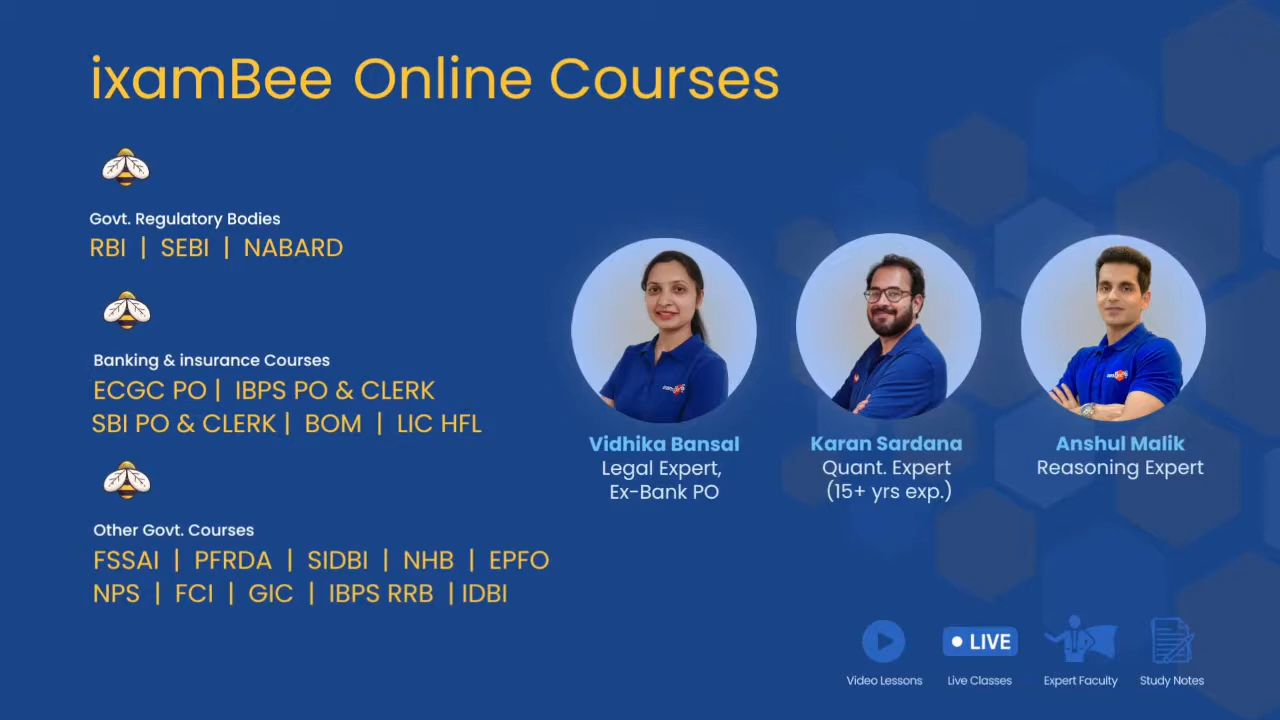 ixamBee Online Courses
Govt. Regulatory Bodies
RBI | SEBI | NABARD
Banking & insurance Courses
ECGC PO | IBPS PO & CLERK
SBI PO & CLERK | BOM | LIC HFL
Other Govt. Courses
FSSAI | PFRDA | SIDBI | NHB | EPFO
NPS | FCI | GIC | IBPS RRB | IDBI
Vidhika Bansal
Legal Expert,
Ex-Bank PO
Karan Sardana
Quant. Expert
(15+ yrs exp.)
Anshul Malik
Reasoning Expert
LIVE
Video Lessons
Live Classes
Expert Faculty
Study Notes